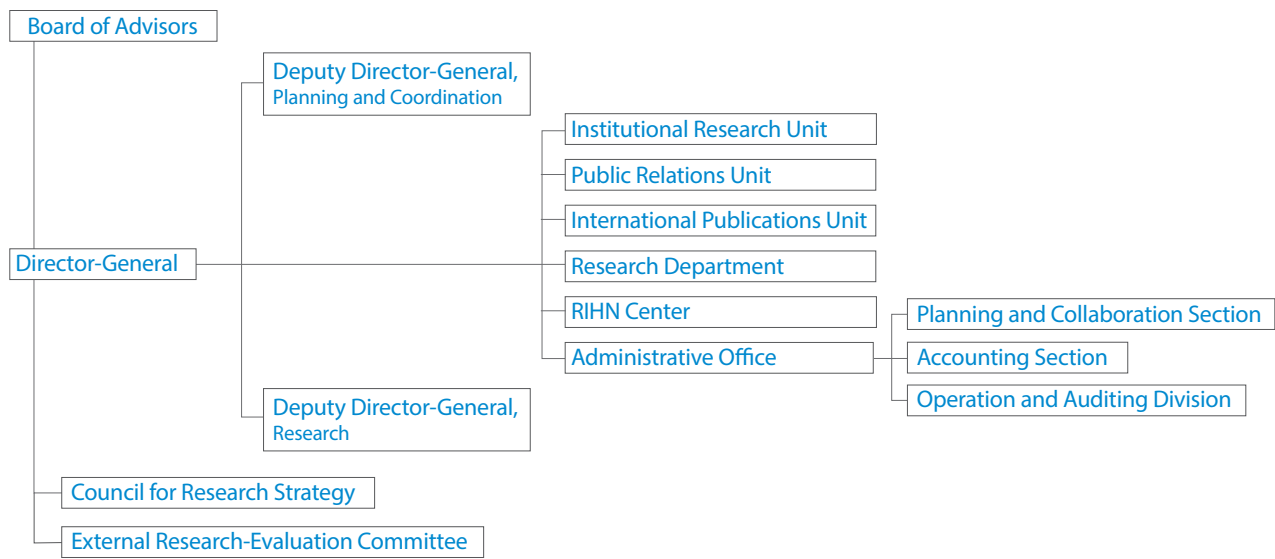 Board of Advisors
Deputy Director-General,
Planning and Coordination
Institutional Research Unit
Public Relations Unit
International Publications Unit
Director-General
Research Department
RIHN Center
Planning and Collaboration Section
Administrative Office
Accounting Section
Operation and Auditing Division
Deputy Director-General,
Research
Council for Research Strategy
External Research-Evaluation Committee